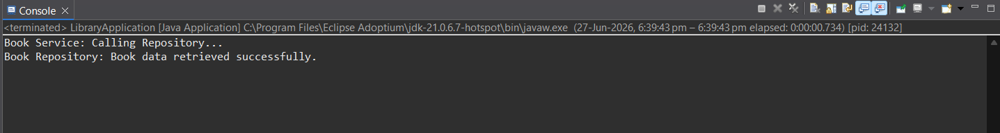 Console
<terminated> LibraryApplication [Java Application] C:\Program Files\Eclipse Adoptium\jdk-21.0.6.7-hotspot\bin\javaw.exe (27-Jun-2026, 6:39:43 pm – 6:39:43 pm elapsed: 0:00:00.734) [pid: 24132]
Book Service: Calling Repository...
Book Repository: Book data retrieved successfully.